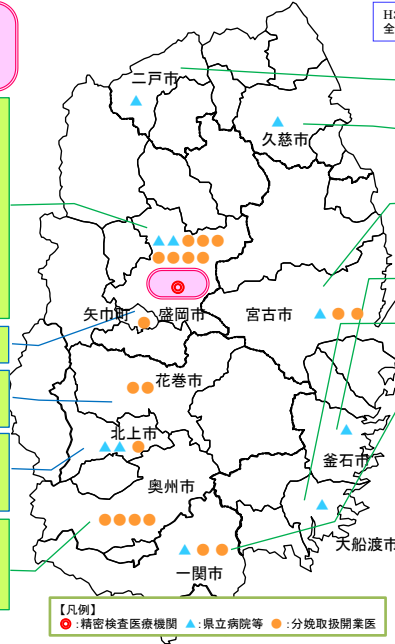 全
二戸市
久慈市
矢巾町
盛岡市
宮古市
花巻市
北上市
釜石市
奥州市
大船渡市
一関市
【凡例】
:精密検査医療機関 ▲:県立病院等 ●:分娩取扱開業医